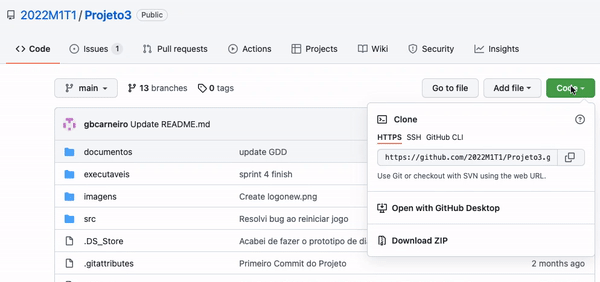 2022M1T1 / Projeto3 Public
Code Issues 1 Pull requests Actions Projects Wiki Security Insights
main 13 branches 0 tags Go to file Add file Code
gbcarneiro Update README.md
documentos update GDD
executaveis sprint 4 finish
imagens Create logonew.png
src Resolvi bug ao reiniciar jogo
.DS_Store Acabei de fazer o prototipo de di
.gitattributes Primeiro Commit do Projeto 2 months ago
Clone
HTTPS SSH GitHub CLI
https://github.com/2022M1T1/Projeto3.g
Use Git or checkout with SVN using the web URL.
Open with GitHub Desktop
Download ZIP